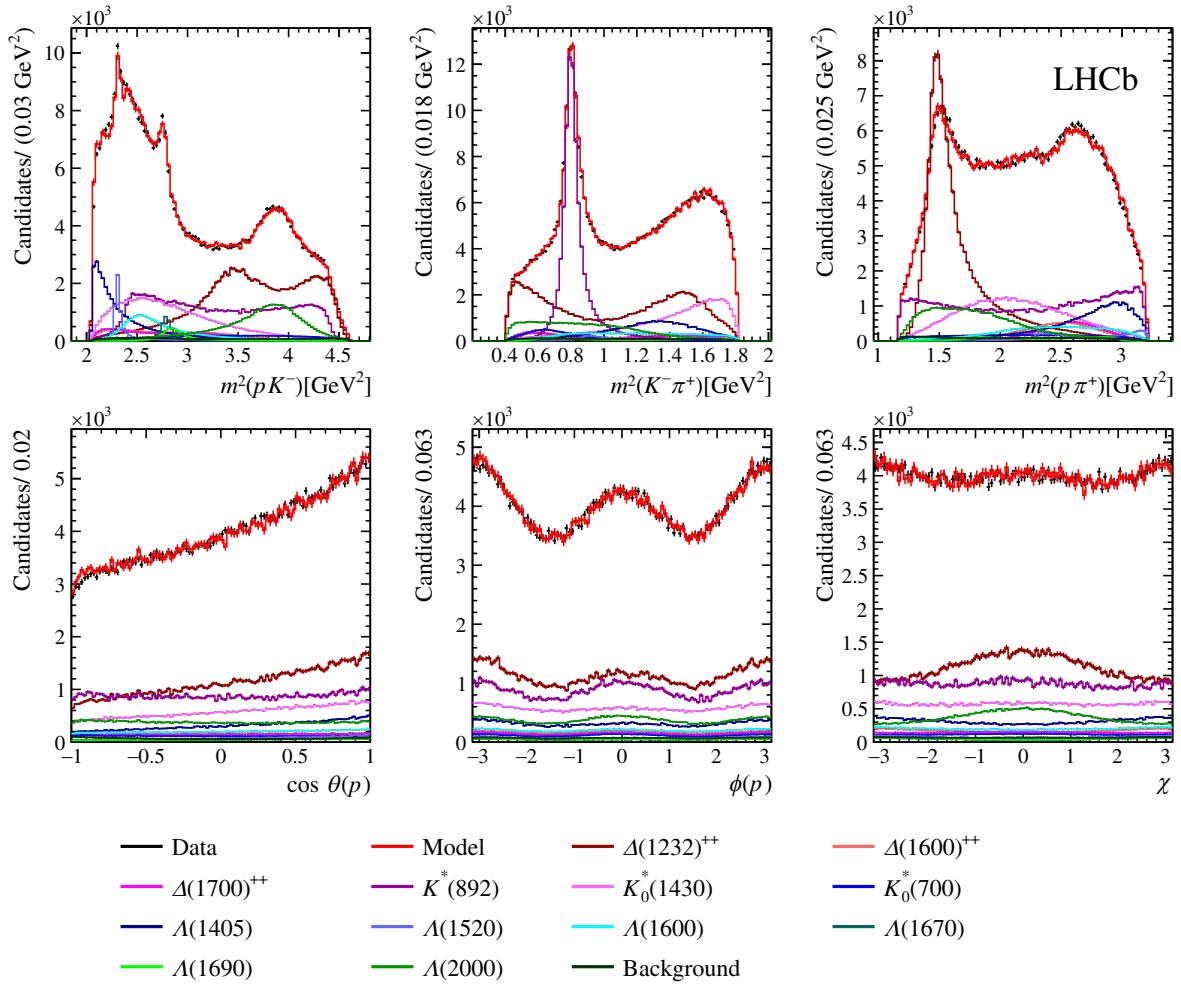 ×10³ ×10³ ×10³
Candidates/ (0.03 GeV²)
10
8
6
4
2
0
2 2.5 3 3.5 4 4.5
m²(p K⁻)[GeV²]
Candidates/ (0.018 GeV²)
12
10
8
6
4
2
0
0.4 0.6 0.8 1 1.2 1.4 1.6 1.8 2
m²(K⁻π⁺)[GeV²]
Candidates/ (0.025 GeV²)
LHCb
8
7
6
5
4
3
2
1
0
1 1.5 2 2.5 3
m²(p π⁺)[GeV²]
×10³ ×10³ ×10³
Candidates/ 0.02
5
4
3
2
1
0
−1 −0.5 0 0.5 1
cos θ(p)
Candidates/ 0.063
5
4
3
2
1
0
−3 −2 −1 0 1 2 3
ϕ(p)
Candidates/ 0.063
4.5
4
3.5
3
2.5
2
1.5
1
0.5
0
−3 −2 −1 0 1 2 3
χ
Data Model Δ(1232)⁺⁺ Δ(1600)⁺⁺
Δ(1700)⁺⁺ K*(892) K*₀(1430) K*₀(700)
Λ(1405) Λ(1520) Λ(1600) Λ(1670)
Λ(1690) Λ(2000) Background